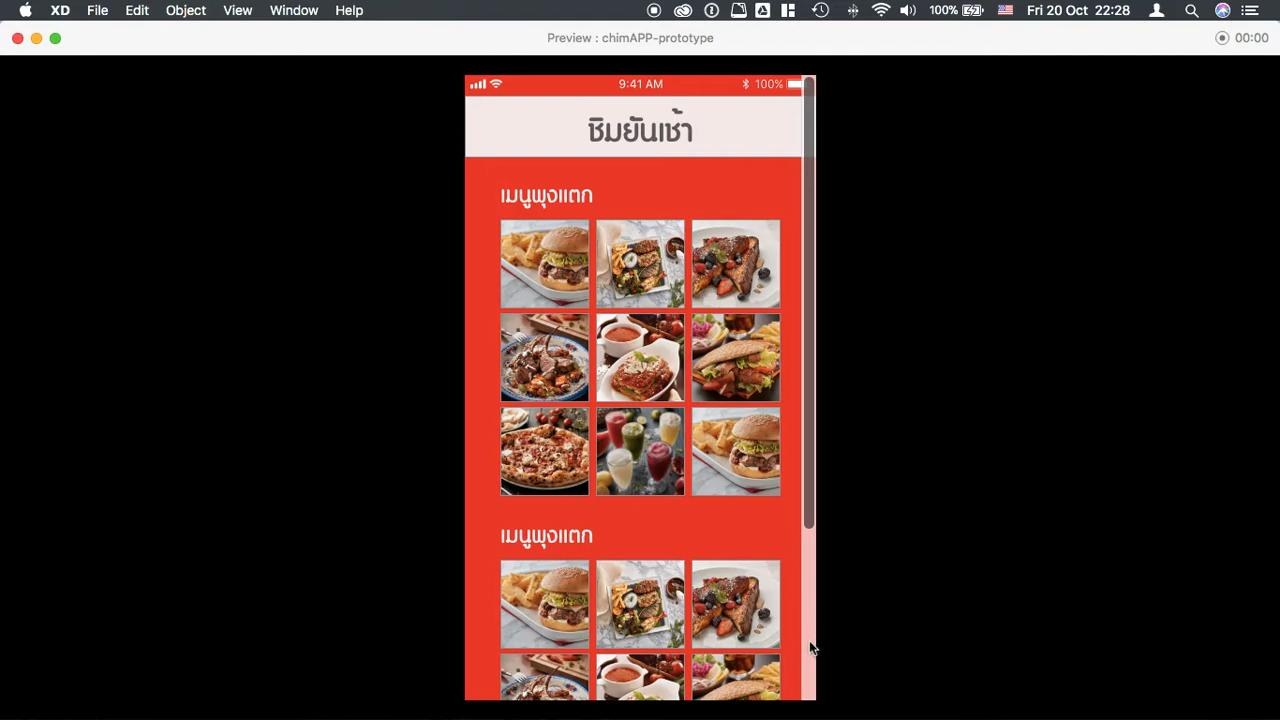 XD File Edit Object View Window Help 100% Fri 20 Oct 22:28
Preview : chimAPP-prototype 00:00
9:41 AM 100%
ชิมยันเช้า
เมนูพุงแตก
เมนูพุงแตก